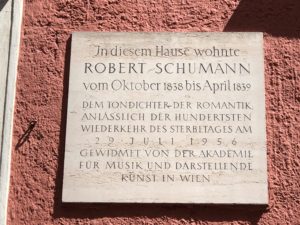 In diesem Hause wohnte
ROBERT SCHUMANN
vom Oktober 1838 bis April 1839
DEM TONDICHTER DER ROMANTIK
ANLÄSSLICH DER HUNDERTSTEN
WIEDERKEHR DES STERBETAGES AM
29 JULI 1956
GEWIDMET VON DER AKADEMIE
FÜR MUSIK UND DARSTELLENDE
KUNST IN WIEN